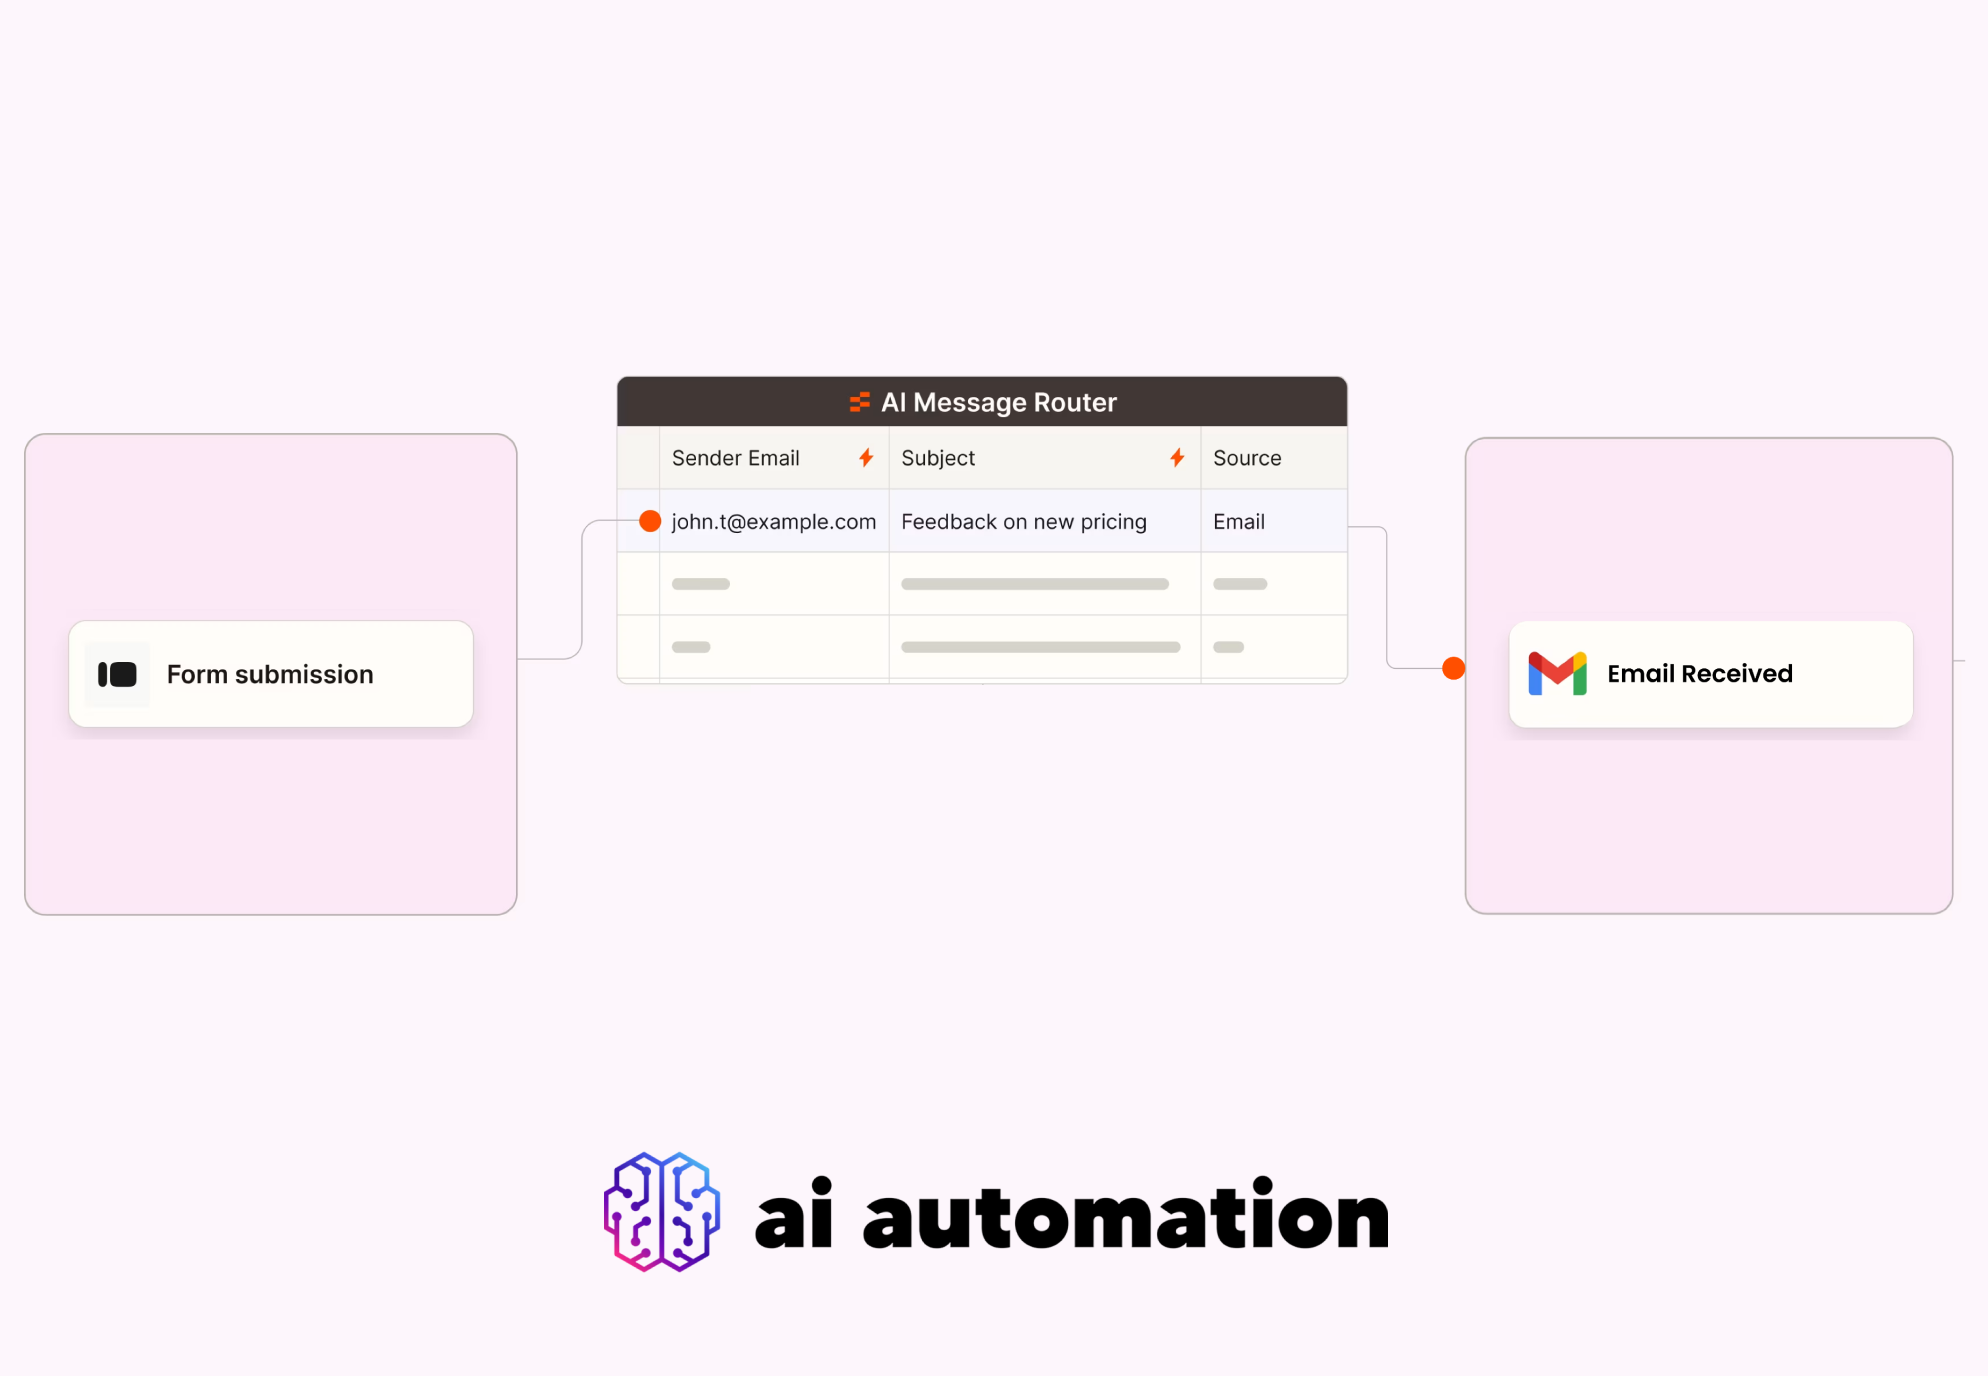 AI Message Router
Sender Email Subject Source
john.t@example.com Feedback on new pricing Email
Form submission
Email Received
ai automation